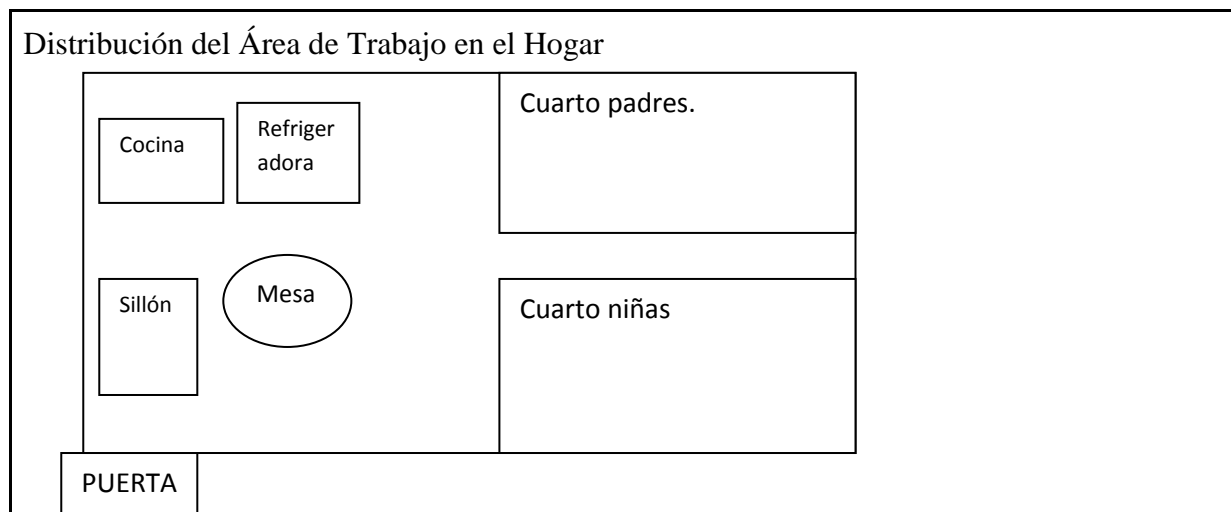 Distribución del Área de Trabajo en el Hogar
Cuarto padres.
Cocina
Refriger
adora
Sillón
Mesa
Cuarto niñas
PUERTA